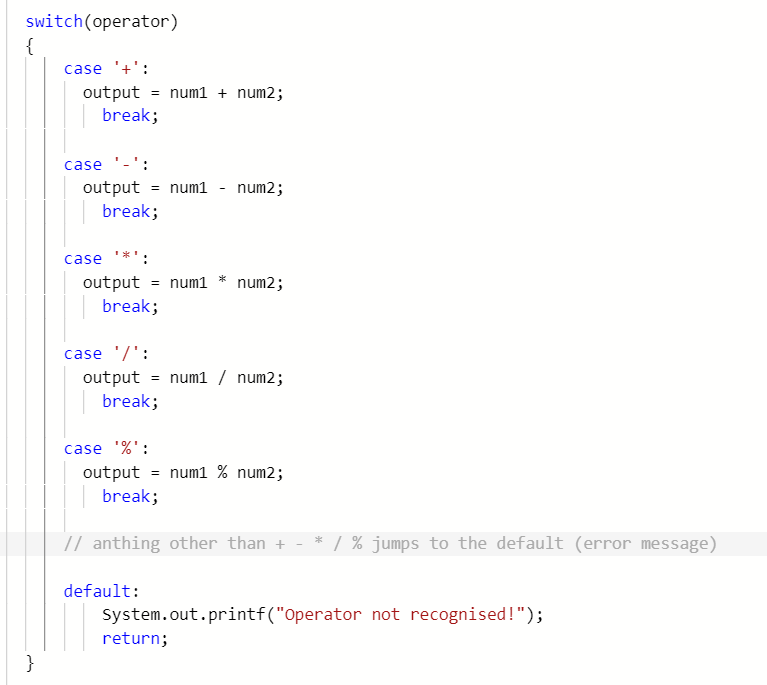 switch(operator)
{
case '+':
output = num1 + num2;
break;
case '-':
output = num1 - num2;
break;
case '*':
output = num1 * num2;
break;
case '/':
output = num1 / num2;
break;
case '%':
output = num1 % num2;
break;
// anthing other than + - * / % jumps to the default (error message)
default:
System.out.printf("Operator not recognised!");
return;
}